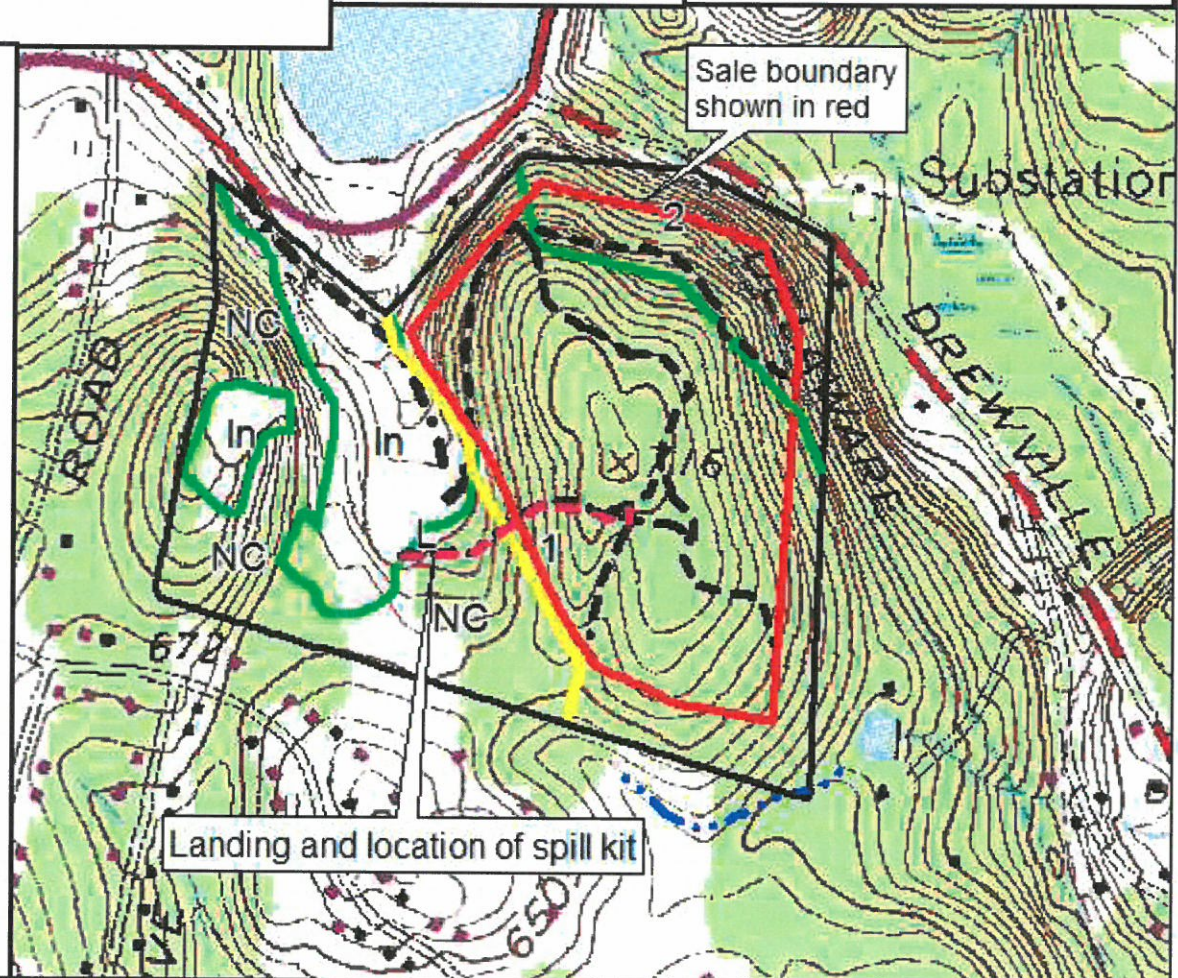 Sale boundary
shown in red
Substation
2
NC
ROAD
In
In
6
DREWVILLE
NC
L
1
NC
672
Landing and location of spill kit
650